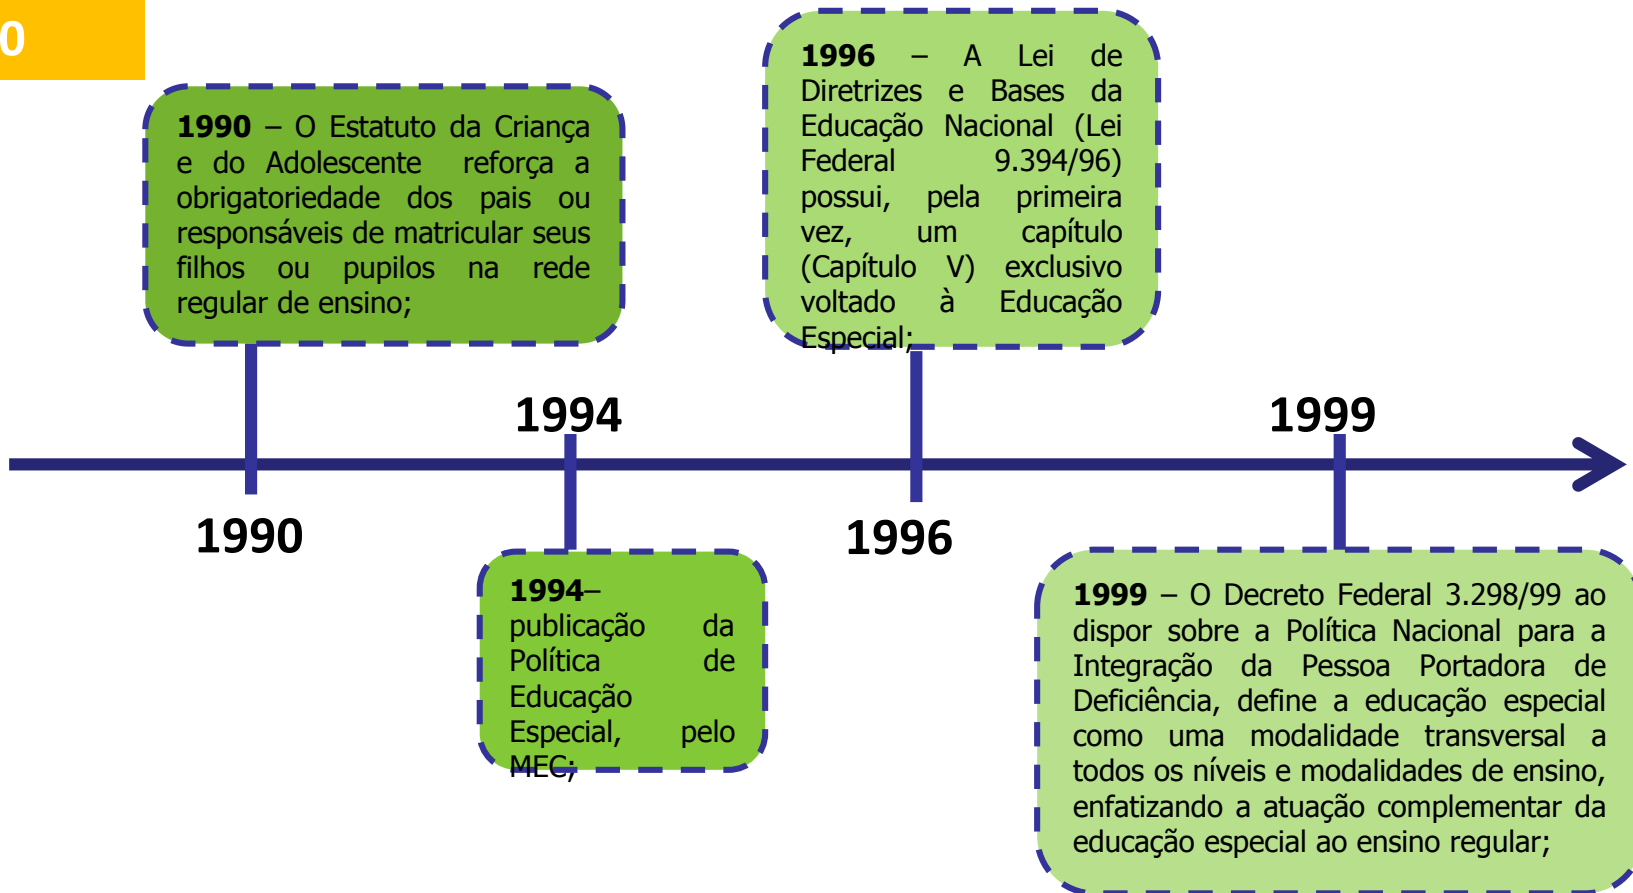 0
1990 – O Estatuto da Criança
e do Adolescente reforça a
obrigatoriedade dos pais ou
responsáveis de matricular seus
filhos ou pupilos na rede
regular de ensino;
1996 – A Lei de
Diretrizes e Bases da
Educação Nacional (Lei
Federal 9.394/96)
possui, pela primeira
vez, um capítulo
(Capítulo V) exclusivo
voltado à Educação
Especial;
1994
1999
1990
1996
1994–
publicação da
Política de
Educação
Especial, pelo
MEC;
1999 – O Decreto Federal 3.298/99 ao
dispor sobre a Política Nacional para a
Integração da Pessoa Portadora de
Deficiência, define a educação especial
como uma modalidade transversal a
todos os níveis e modalidades de ensino,
enfatizando a atuação complementar da
educação especial ao ensino regular;